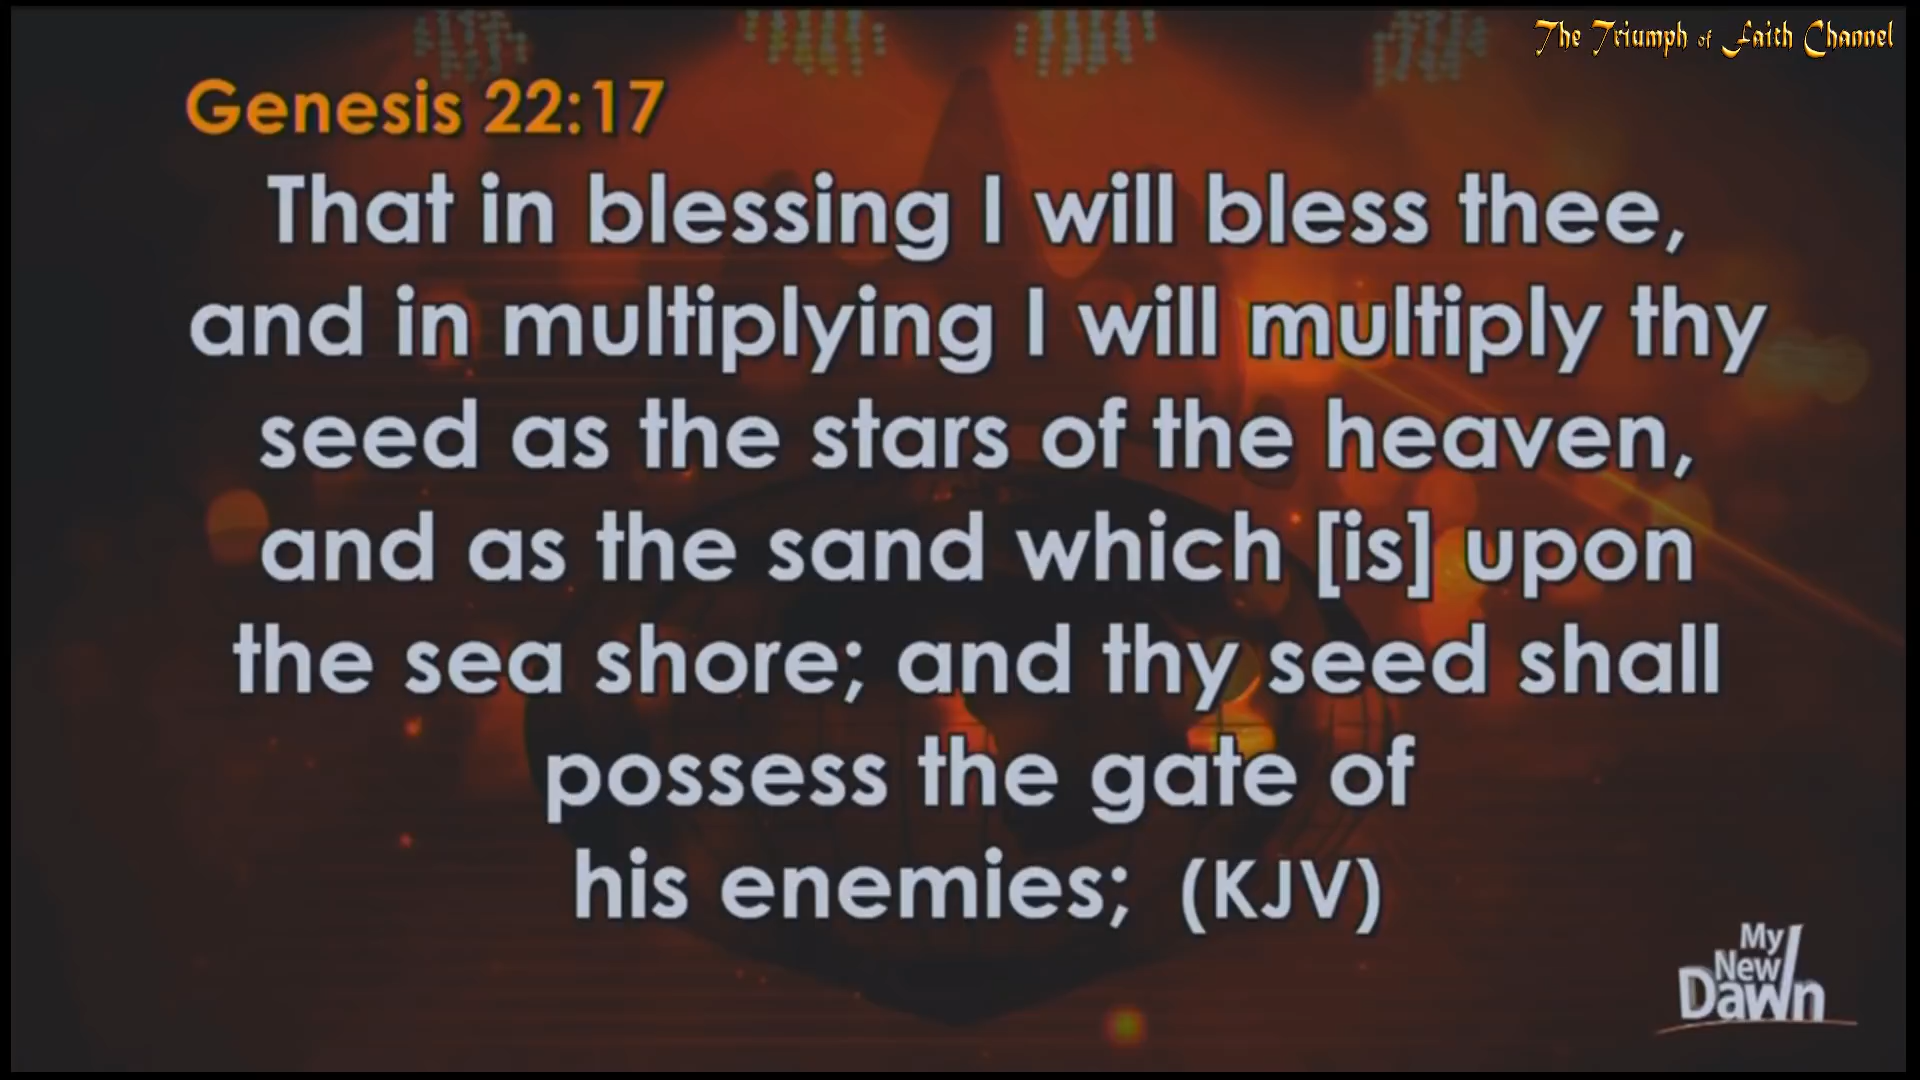 The Triumph of Faith Channel
Genesis 22:17
That in blessing I will bless thee,
and in multiplying I will multiply thy
seed as the stars of the heaven,
and as the sand which [is] upon
the sea shore; and thy seed shall
possess the gate of
his enemies; (KJV)
My
New
Dawn